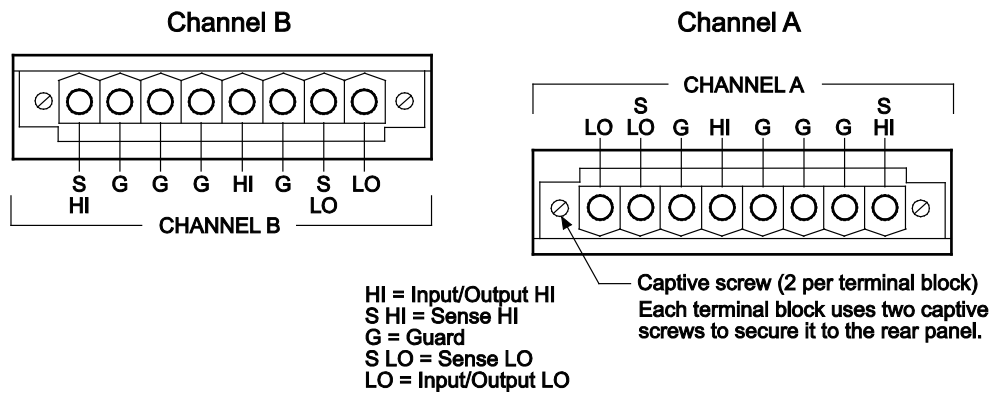 Channel B
S G G G HI G S LO
HI LO
CHANNEL B
Channel A
CHANNEL A
S S
LO LO G HI G G G HI
Captive screw (2 per terminal block)
Each terminal block uses two captive
screws to secure it to the rear panel.
HI = Input/Output HI
S HI = Sense HI
G = Guard
S LO = Sense LO
LO = Input/Output LO